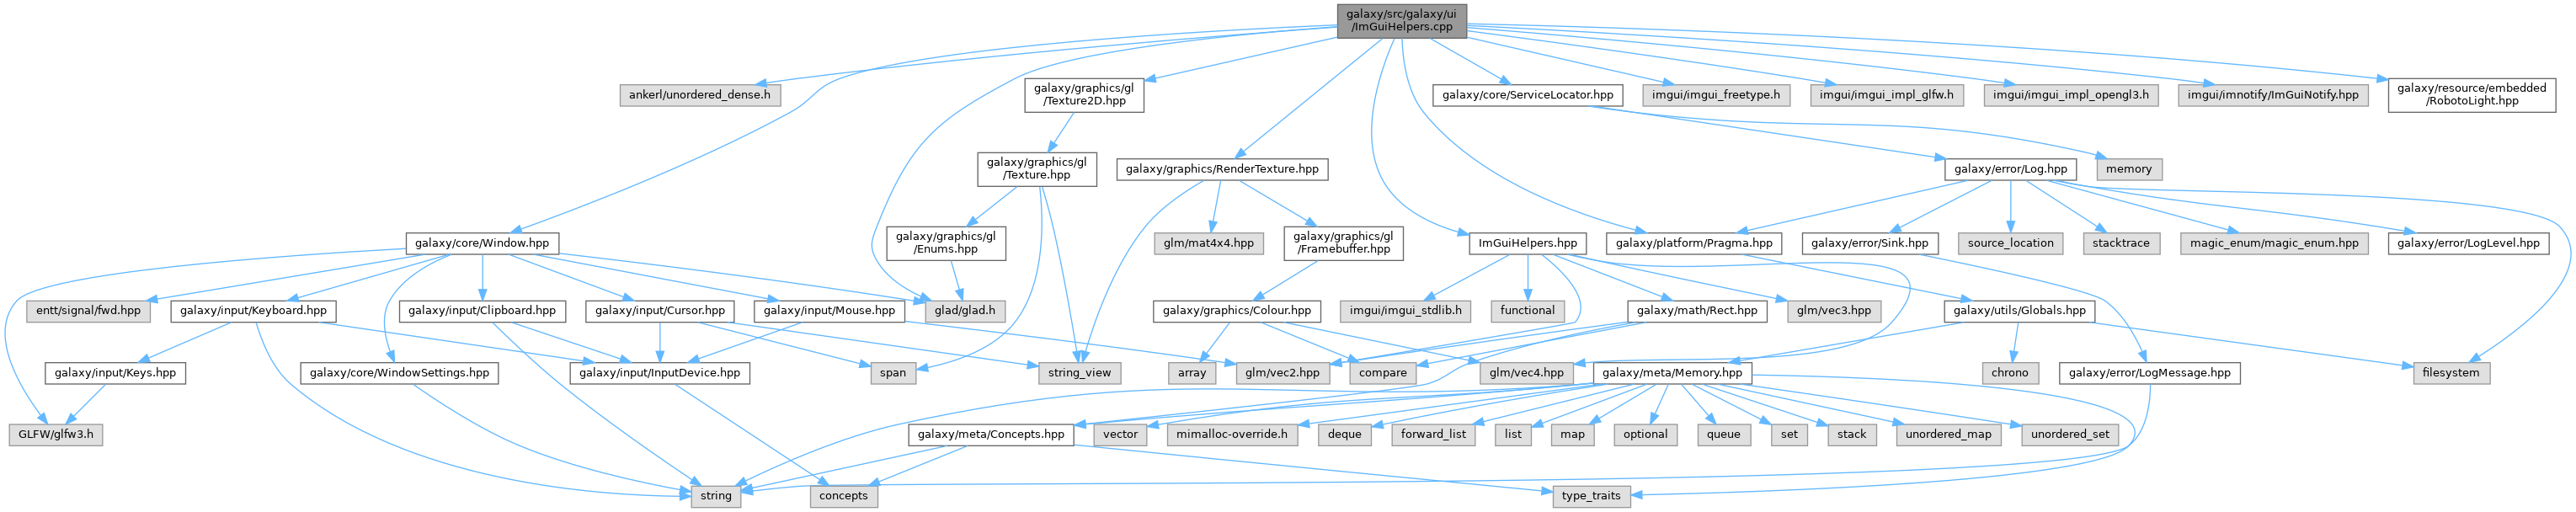 galaxy/src/galaxy/ui
/ImGuiHelpers.cpp
ankerl/unordered_dense.h
galaxy/graphics/gl
/Texture2D.hpp
galaxy/core/ServiceLocator.hpp
imgui/imgui_freetype.h
imgui/imgui_impl_glfw.h
imgui/imgui_impl_opengl3.h
imgui/imnotify/ImGuiNotify.hpp
galaxy/resource/embedded
/RobotoLight.hpp
galaxy/graphics/gl
/Texture.hpp
galaxy/graphics/RenderTexture.hpp
galaxy/error/Log.hpp
memory
galaxy/core/Window.hpp
galaxy/graphics/gl
/Enums.hpp
glm/mat4x4.hpp
galaxy/graphics/gl
/Framebuffer.hpp
ImGuiHelpers.hpp
galaxy/platform/Pragma.hpp
galaxy/error/Sink.hpp
source_location
stacktrace
magic_enum/magic_enum.hpp
galaxy/error/LogLevel.hpp
entt/signal/fwd.hpp
galaxy/input/Keyboard.hpp
galaxy/input/Clipboard.hpp
galaxy/input/Cursor.hpp
galaxy/input/Mouse.hpp
glad/glad.h
galaxy/graphics/Colour.hpp
imgui/imgui_stdlib.h
functional
galaxy/math/Rect.hpp
glm/vec3.hpp
galaxy/utils/Globals.hpp
galaxy/input/Keys.hpp
galaxy/core/WindowSettings.hpp
galaxy/input/InputDevice.hpp
span
string_view
array
glm/vec2.hpp
compare
glm/vec4.hpp
galaxy/meta/Memory.hpp
chrono
galaxy/error/LogMessage.hpp
filesystem
GLFW/glfw3.h
galaxy/meta/Concepts.hpp
vector
mimalloc-override.h
deque
forward_list
list
map
optional
queue
set
stack
unordered_map
unordered_set
string
concepts
type_traits